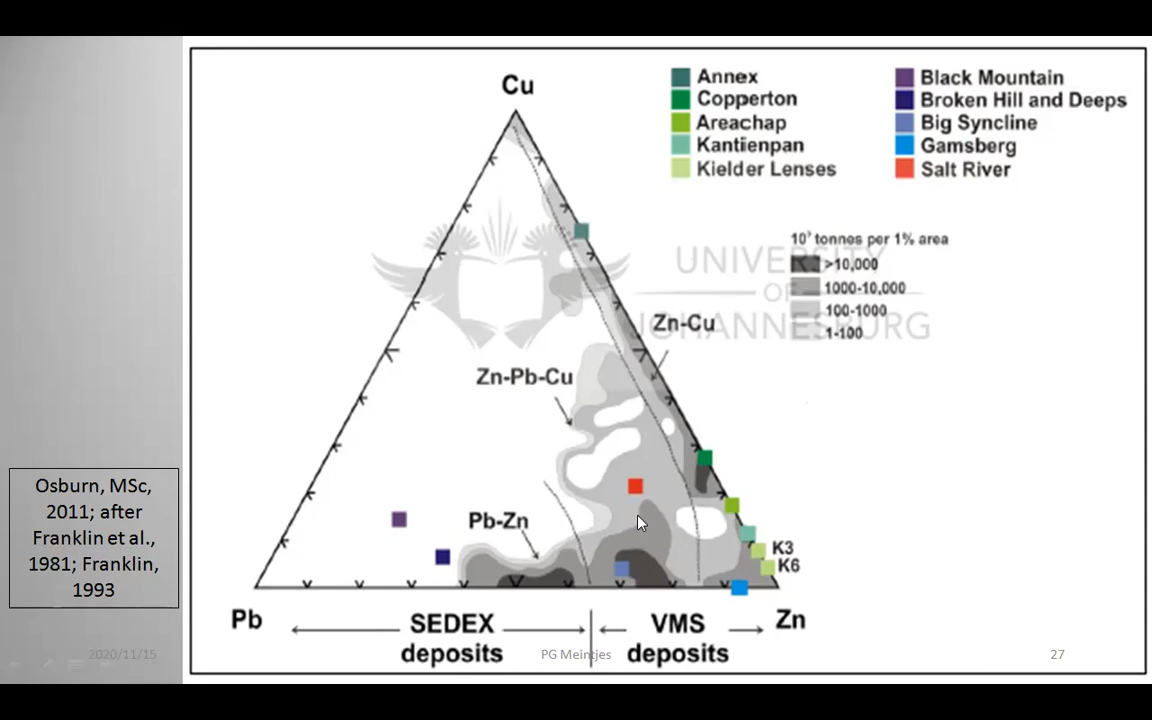 Cu
Annex
Copperton
Areachap
Kantienpan
Kielder Lenses
Black Mountain
Broken Hill and Deeps
Big Syncline
Gamsberg
Salt River
10³ tonnes per 1% area
>10,000
1000-10,000
100-1000
1-100
UNIVERSITY
OF
JOHANNESBURG
Zn-Cu
Zn-Pb-Cu
Pb-Zn
K3
K6
Pb
Zn
SEDEX
deposits
VMS
deposits
Osburn, MSc,
2011; after
Franklin et al.,
1981; Franklin,
1993
2020/11/15
PG Meintjes
27